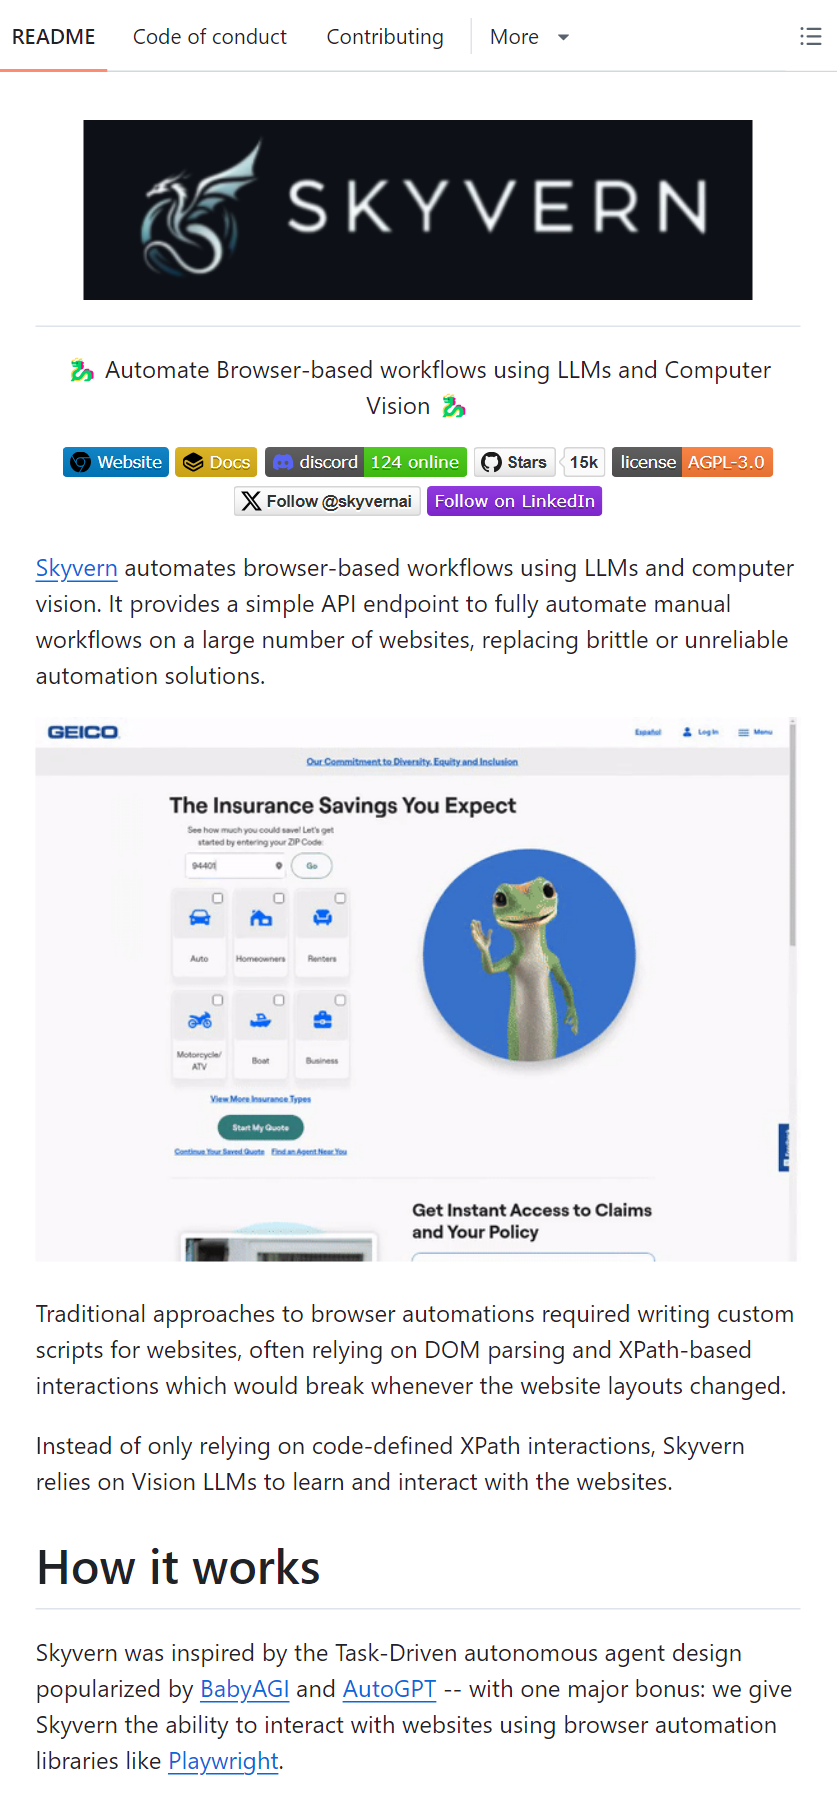 README Code of conduct Contributing More
SKYVERN
🐉 Automate Browser-based workflows using LLMs and Computer
Vision 🐉
Website Docs discord 124 online Stars 15k license AGPL-3.0
Follow @skyvernai Follow on LinkedIn
Skyvern automates browser-based workflows using LLMs and computer
vision. It provides a simple API endpoint to fully automate manual
workflows on a large number of websites, replacing brittle or unreliable
automation solutions.
GEICO Español Log In Menu
Our Commitment to Diversity, Equity and Inclusion
The Insurance Savings You Expect
See how much you could save! Let's get
started by entering your ZIP Code:
94401 Go
Auto Homeowners Renters
Motorcycle/
ATV Boat Business
View More Insurance Types
Start My Quote
Continue Your Saved Quote Find an Agent Near You
Feedback
Get Instant Access to Claims
and Your Policy
Traditional approaches to browser automations required writing custom
scripts for websites, often relying on DOM parsing and XPath-based
interactions which would break whenever the website layouts changed.
Instead of only relying on code-defined XPath interactions, Skyvern
relies on Vision LLMs to learn and interact with the websites.
How it works
Skyvern was inspired by the Task-Driven autonomous agent design
popularized by BabyAGI and AutoGPT -- with one major bonus: we give
Skyvern the ability to interact with websites using browser automation
libraries like Playwright.